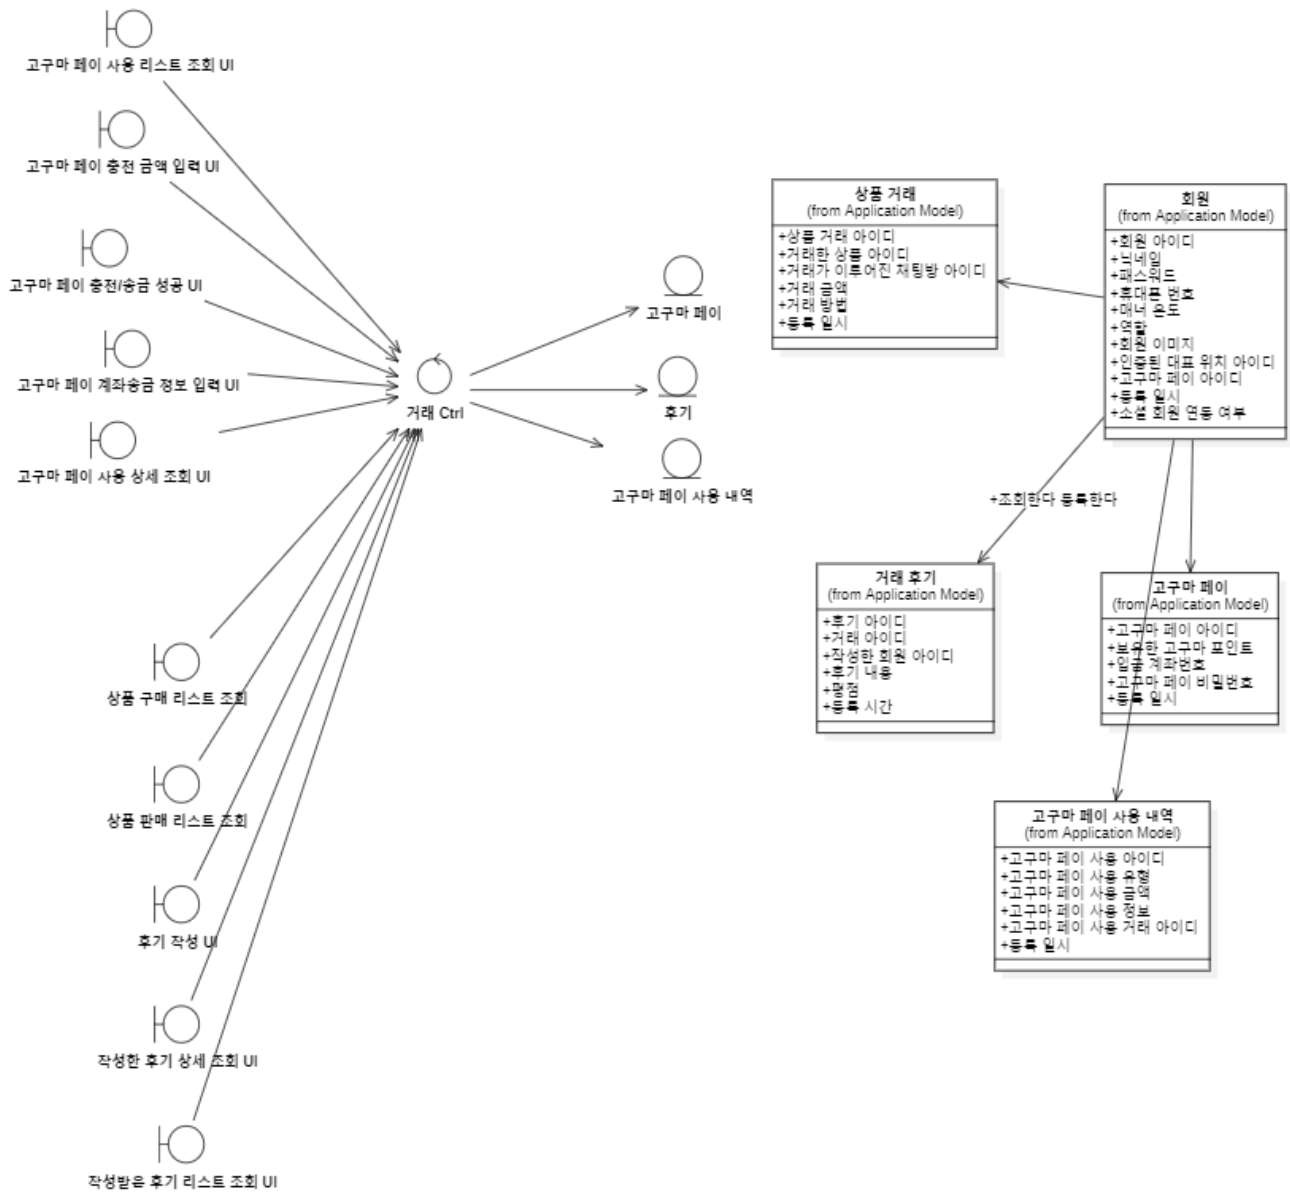 고구마 페이 사용 리스트 조회 UI
고구마 페이 충전 금액 입력 UI
고구마 페이 충전/송금 성공 UI
고구마 페이 계좌송금 정보 입력 UI
고구마 페이 사용 상세 조회 UI
상품 구매 리스트 조회
상품 판매 리스트 조회
후기 작성 UI
작성한 후기 상세 조회 UI
작성받은 후기 리스트 조회 UI
거래 Ctrl
고구마 페이
후기
고구마 페이 사용 내역
상품 거래
(from Application Model)
+상품 거래 아이디
+거래한 상품 아이디
+거래가 이루어진 채팅방 아이디
+거래 금액
+거래 방법
+등록 일시
회원
(from Application Model)
+회원 아이디
+닉네임
+패스워드
+휴대폰 번호
+매너 온도
+역할
+회원 이미지
+인증된 대표 위치 아이디
+고구마 페이 아이디
+등록 일시
+소셜 회원 연동 여부
+조회한다 등록한다
거래 후기
(from Application Model)
+후기 아이디
+거래 아이디
+작성한 회원 아이디
+후기 내용
+평점
+등록 시간
고구마 페이
(from Application Model)
+고구마 페이 아이디
+보유한 고구마 포인트
+입금 계좌번호
+고구마 페이 비밀번호
+등록 일시
고구마 페이 사용 내역
(from Application Model)
+고구마 페이 사용 아이디
+고구마 페이 사용 유형
+고구마 페이 사용 금액
+고구마 페이 사용 정보
+고구마 페이 사용 거래 아이디
+등록 일시